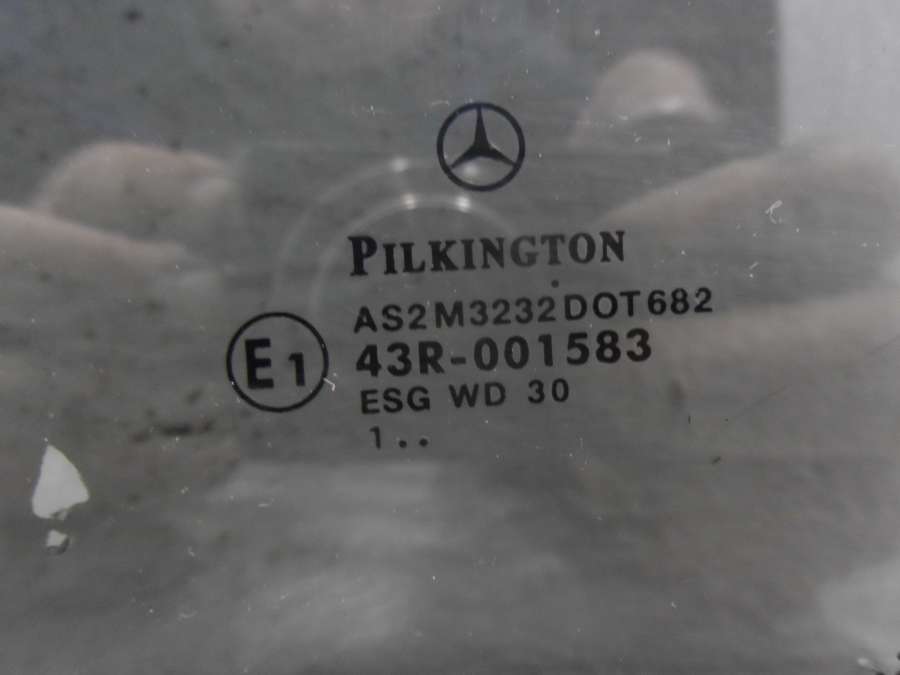 PILKINGTON
AS2 M3232 DOT 682
E1
43R-001583
ESG WD 30
1..